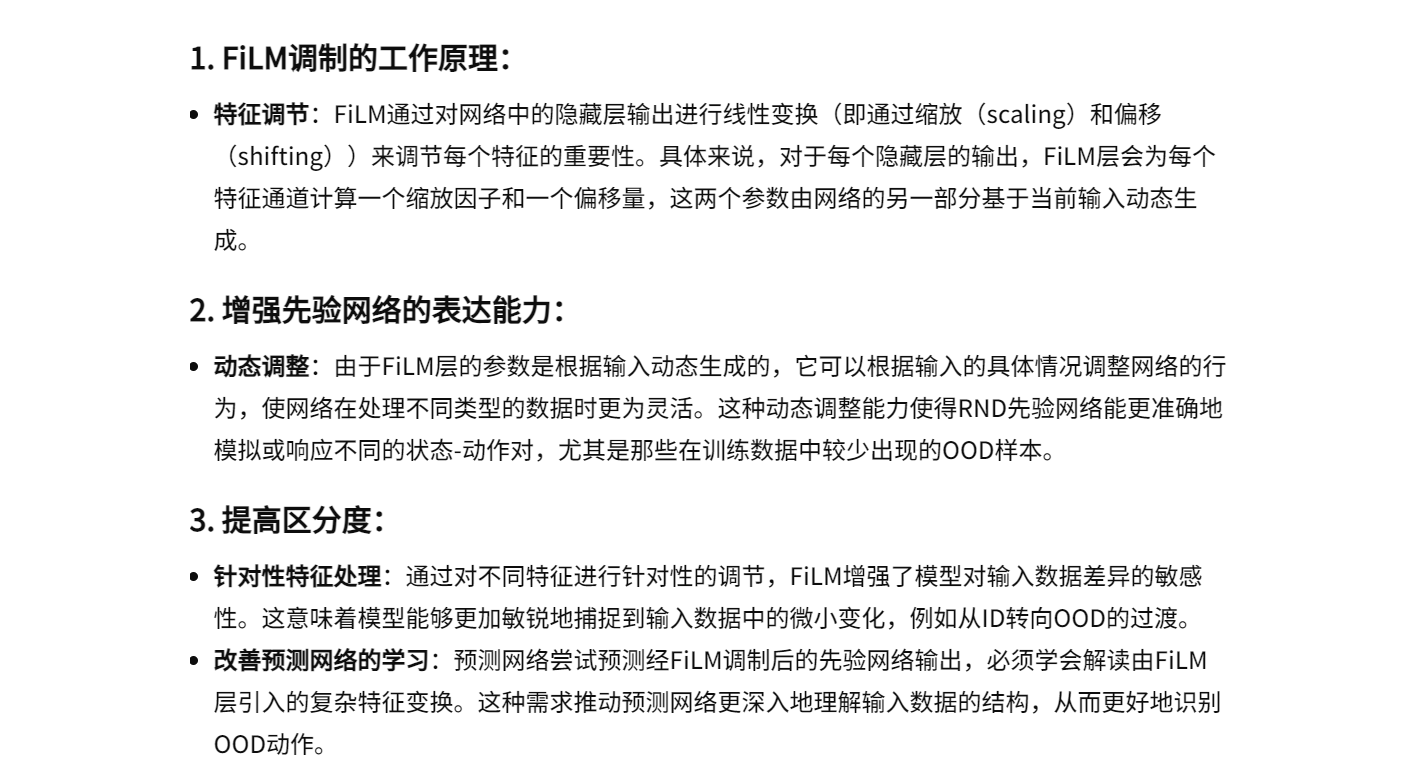 1. FiLM调制的工作原理：
• 特征调节：FiLM通过对网络中的隐藏层输出进行线性变换（即通过缩放（scaling）和偏移
（shifting））来调节每个特征的重要性。具体来说，对于每个隐藏层的输出，FiLM层会为每个
特征通道计算一个缩放因子和一个偏移量，这两个参数由网络的另一部分基于当前输入动态生
成。
2. 增强先验网络的表达能力：
• 动态调整：由于FiLM层的参数是根据输入动态生成的，它可以根据输入的具体情况调整网络的行
为，使网络在处理不同类型的数据时更为灵活。这种动态调整能力使得RND先验网络能更准确地
模拟或响应不同的状态-动作对，尤其是那些在训练数据中较少出现的OOD样本。
3. 提高区分度：
• 针对性特征处理：通过对不同特征进行针对性的调节，FiLM增强了模型对输入数据差异的敏感
性。这意味着模型能够更加敏锐地捕捉到输入数据中的微小变化，例如从ID转向OOD的过渡。
• 改善预测网络的学习：预测网络尝试预测经FiLM调制后的先验网络输出，必须学会解读由FiLM
层引入的复杂特征变换。这种需求推动预测网络更深入地理解输入数据的结构，从而更好地识别
OOD动作。